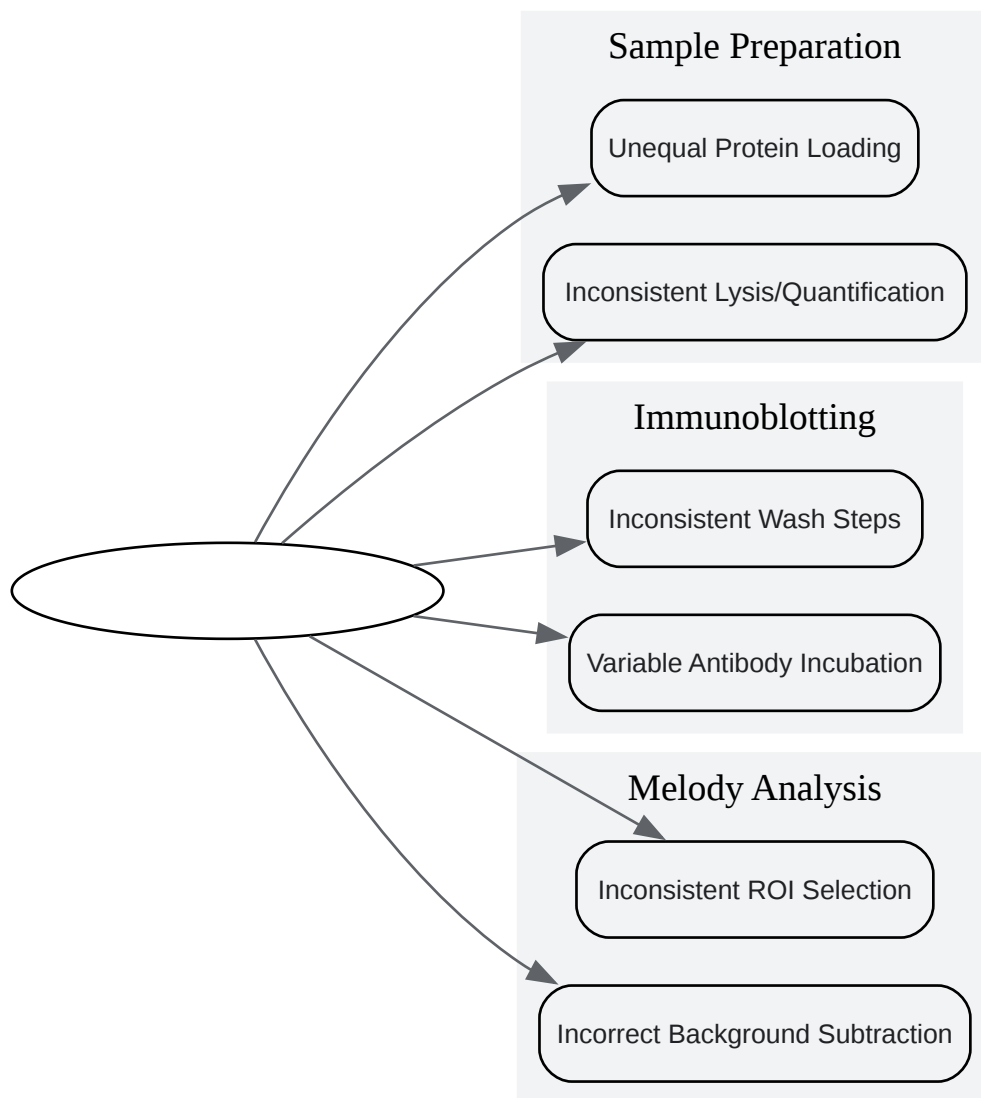 Sample Preparation
Unequal Protein Loading
Inconsistent Lysis/Quantification
Immunoblotting
Inconsistent Wash Steps
Variable Antibody Incubation
Melody Analysis
Inconsistent ROI Selection
Incorrect Background Subtraction